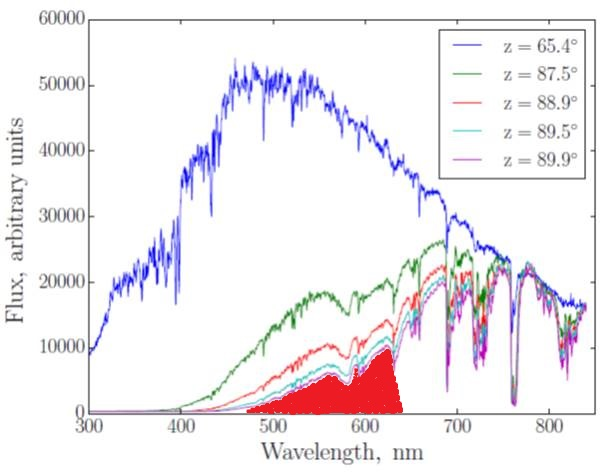 60000
50000
40000
30000
20000
10000
0
Flux, arbitrary units
z = 65.4°
z = 87.5°
z = 88.9°
z = 89.5°
z = 89.9°
300 400 500 600 700 800
Wavelength, nm